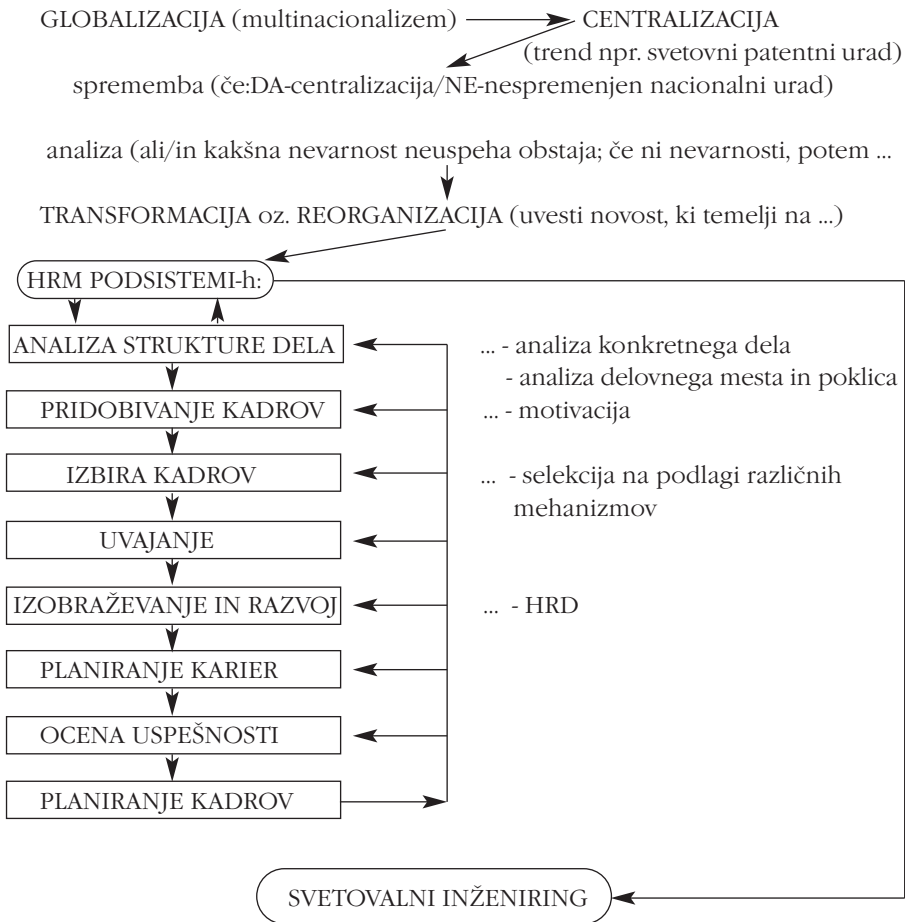 GLOBALIZACIJA (multinacionalizem) CENTRALIZACIJA
(trend npr. svetovni patentni urad)
sprememba (če:DA-centralizacija/NE-nespremenjen nacionalni urad)
analiza (ali/in kakšna nevarnost neuspeha obstaja; če ni nevarnosti, potem ...
TRANSFORMACIJA oz. REORGANIZACIJA (uvesti novost, ki temelji na ...)
HRM PODSISTEMI-h:
ANALIZA STRUKTURE DELA ... - analiza konkretnega dela
- analiza delovnega mesta in poklica
PRIDOBIVANJE KADROV ... - motivacija
IZBIRA KADROV ... - selekcija na podlagi različnih
mehanizmov
UVAJANJE
IZOBRAŽEVANJE IN RAZVOJ ... - HRD
PLANIRANJE KARIER
OCENA USPEŠNOSTI
PLANIRANJE KADROV
SVETOVALNI INŽENIRING